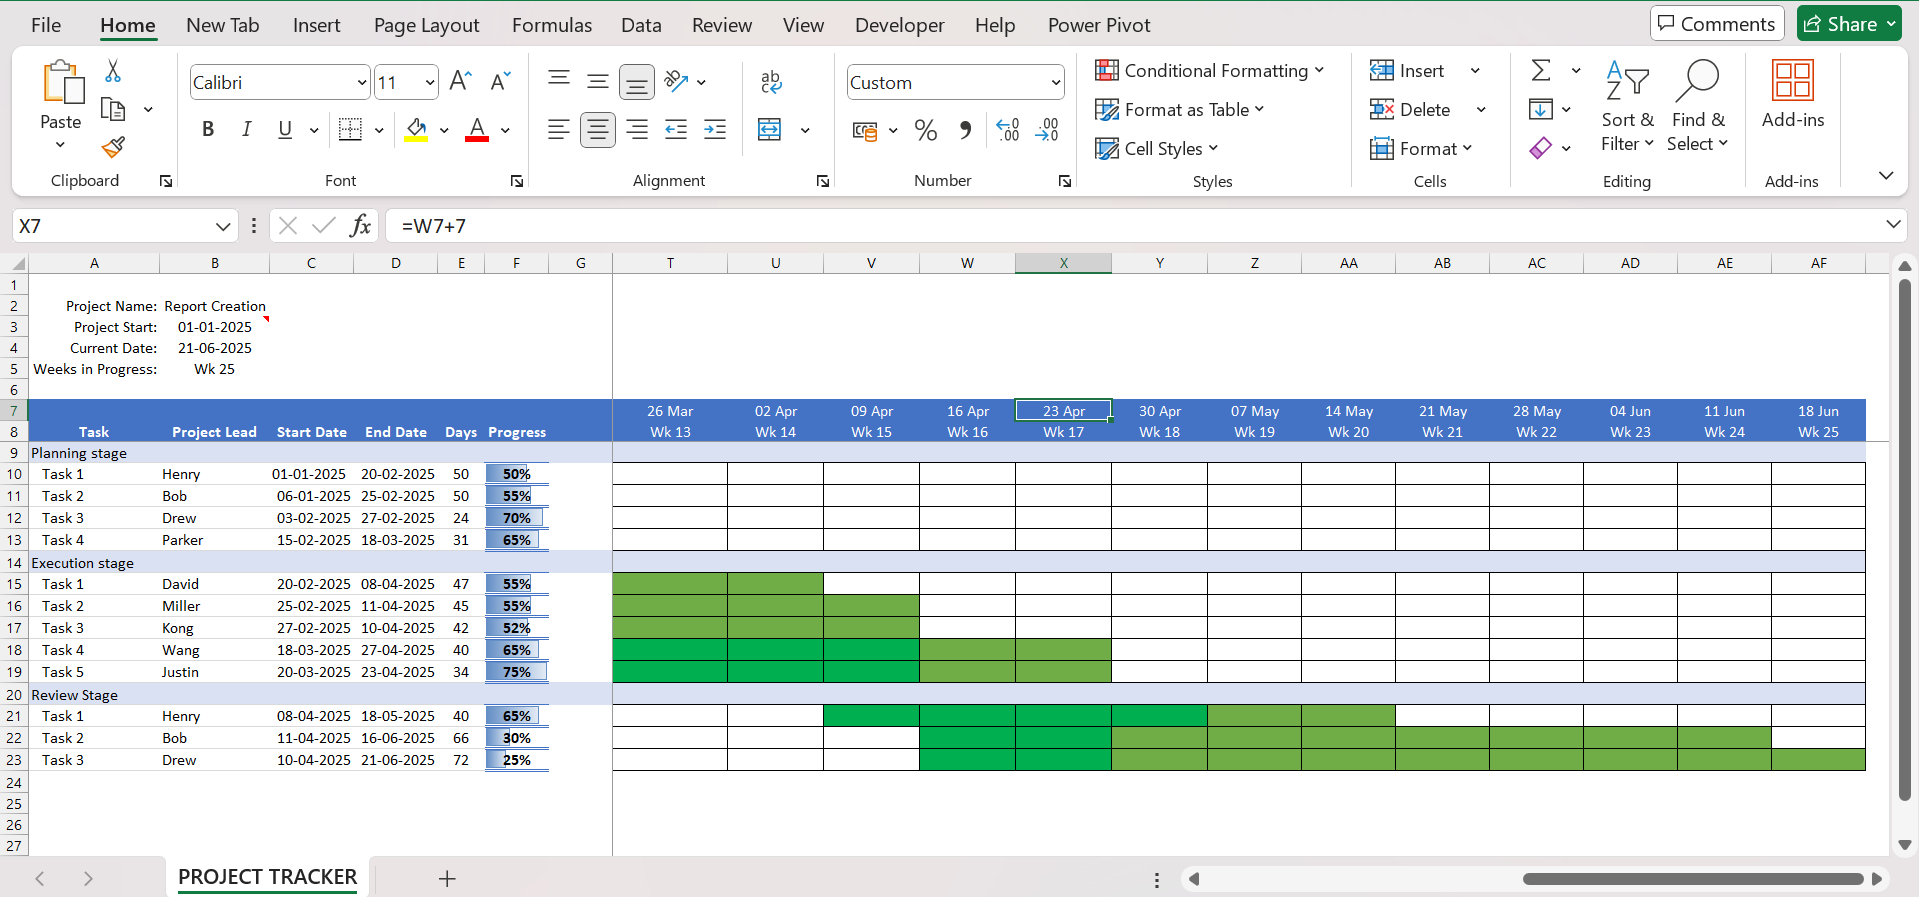 File Home New Tab Insert Page Layout Formulas Data Review View Developer Help Power Pivot Comments Share
Paste
Clipboard
Calibri 11
B I U A
Font
ab
Alignment
Custom
% .00 .00
Number
Conditional Formatting
Format as Table
Cell Styles
Styles
Insert
Delete
Format
Cells
Sort & Filter
Find & Select
Editing
Add-ins
Add-ins
X7 fx =W7+7
A B C D E F G T U V W X Y Z AA AB AC AD AE AF
1
2 Project Name: Report Creation
3 Project Start: 01-01-2025
4 Current Date: 21-06-2025
5 Weeks in Progress: Wk 25
6
7 26 Mar 02 Apr 09 Apr 16 Apr 23 Apr 30 Apr 07 May 14 May 21 May 28 May 04 Jun 11 Jun 18 Jun
8 Task Project Lead Start Date End Date Days Progress Wk 13 Wk 14 Wk 15 Wk 16 Wk 17 Wk 18 Wk 19 Wk 20 Wk 21 Wk 22 Wk 23 Wk 24 Wk 25
9 Planning stage
10 Task 1 Henry 01-01-2025 20-02-2025 50 50%
11 Task 2 Bob 06-01-2025 25-02-2025 50 55%
12 Task 3 Drew 03-02-2025 27-02-2025 24 70%
13 Task 4 Parker 15-02-2025 18-03-2025 31 65%
14 Execution stage
15 Task 1 David 20-02-2025 08-04-2025 47 55%
16 Task 2 Miller 25-02-2025 11-04-2025 45 55%
17 Task 3 Kong 27-02-2025 10-04-2025 42 52%
18 Task 4 Wang 18-03-2025 27-04-2025 40 65%
19 Task 5 Justin 20-03-2025 23-04-2025 34 75%
20 Review Stage
21 Task 1 Henry 08-04-2025 18-05-2025 40 65%
22 Task 2 Bob 11-04-2025 16-06-2025 66 30%
23 Task 3 Drew 10-04-2025 21-06-2025 72 25%
24
25
26
27
PROJECT TRACKER